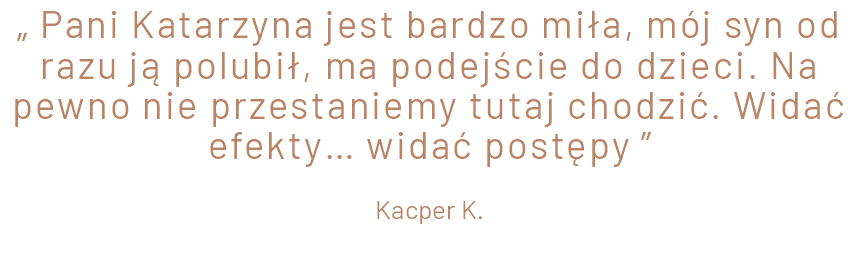 „ Pani Katarzyna jest bardzo miła, mój syn od
razu ją polubił, ma podejście do dzieci. Na
pewno nie przestaniemy tutaj chodzić. Widać
efekty... widać postępy ”
Kacper K.